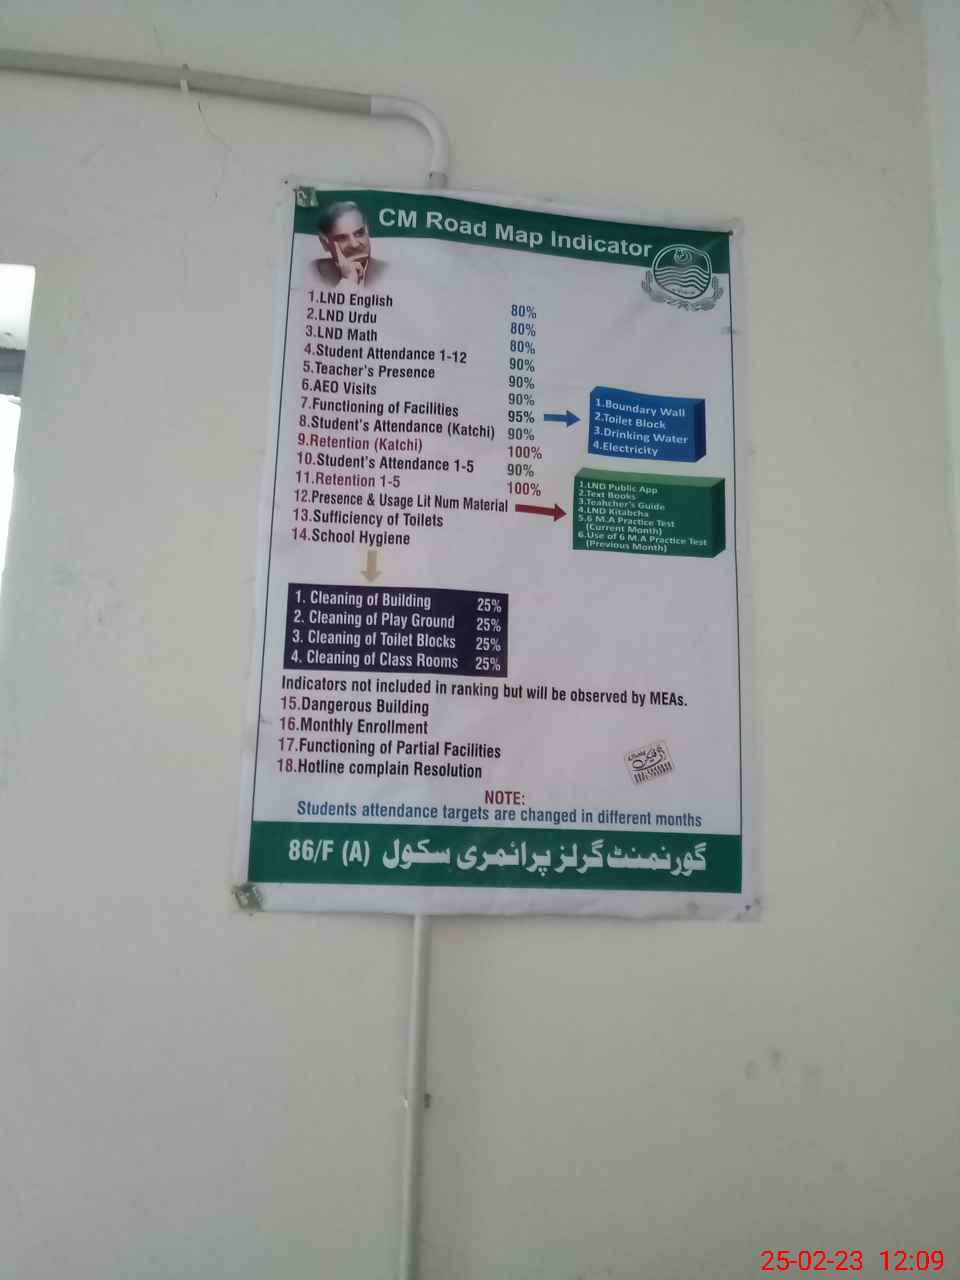 CM Road Map Indicator
1.LND English 80%
2.LND Urdu 80%
3.LND Math 80%
4.Student Attendance 1-12 90%
5.Teacher's Presence 90%
6.AEO Visits 90%
7.Functioning of Facilities 95%
8.Student's Attendance (Katchi) 90%
9.Retention (Katchi) 100%
10.Student's Attendance 1-5 90%
11.Retention 1-5 100%
12.Presence & Usage Lit Num Material
13.Sufficiency of Toilets
14.School Hygiene
1.Boundary Wall
2.Toilet Block
3.Drinking Water
4.Electricity
1.LND Public App
2.Text Books
3.Teahcher's Guide
4.LND Kitabcha
5.6 M.A Practice Test
(Current Month)
6.Use of 6 M.A Practice Test
(Previous Month)
1. Cleaning of Building 25%
2. Cleaning of Play Ground 25%
3. Cleaning of Toilet Blocks 25%
4. Cleaning of Class Rooms 25%
Indicators not included in ranking but will be observed by MEAs.
15.Dangerous Building
16.Monthly Enrollment
17.Functioning of Partial Facilities
18.Hotline complain Resolution
NOTE:
Students attendance targets are changed in different months
گورنمنٹ گرلز پرائمری سکول 86/F (A)
25-02-23 12:09